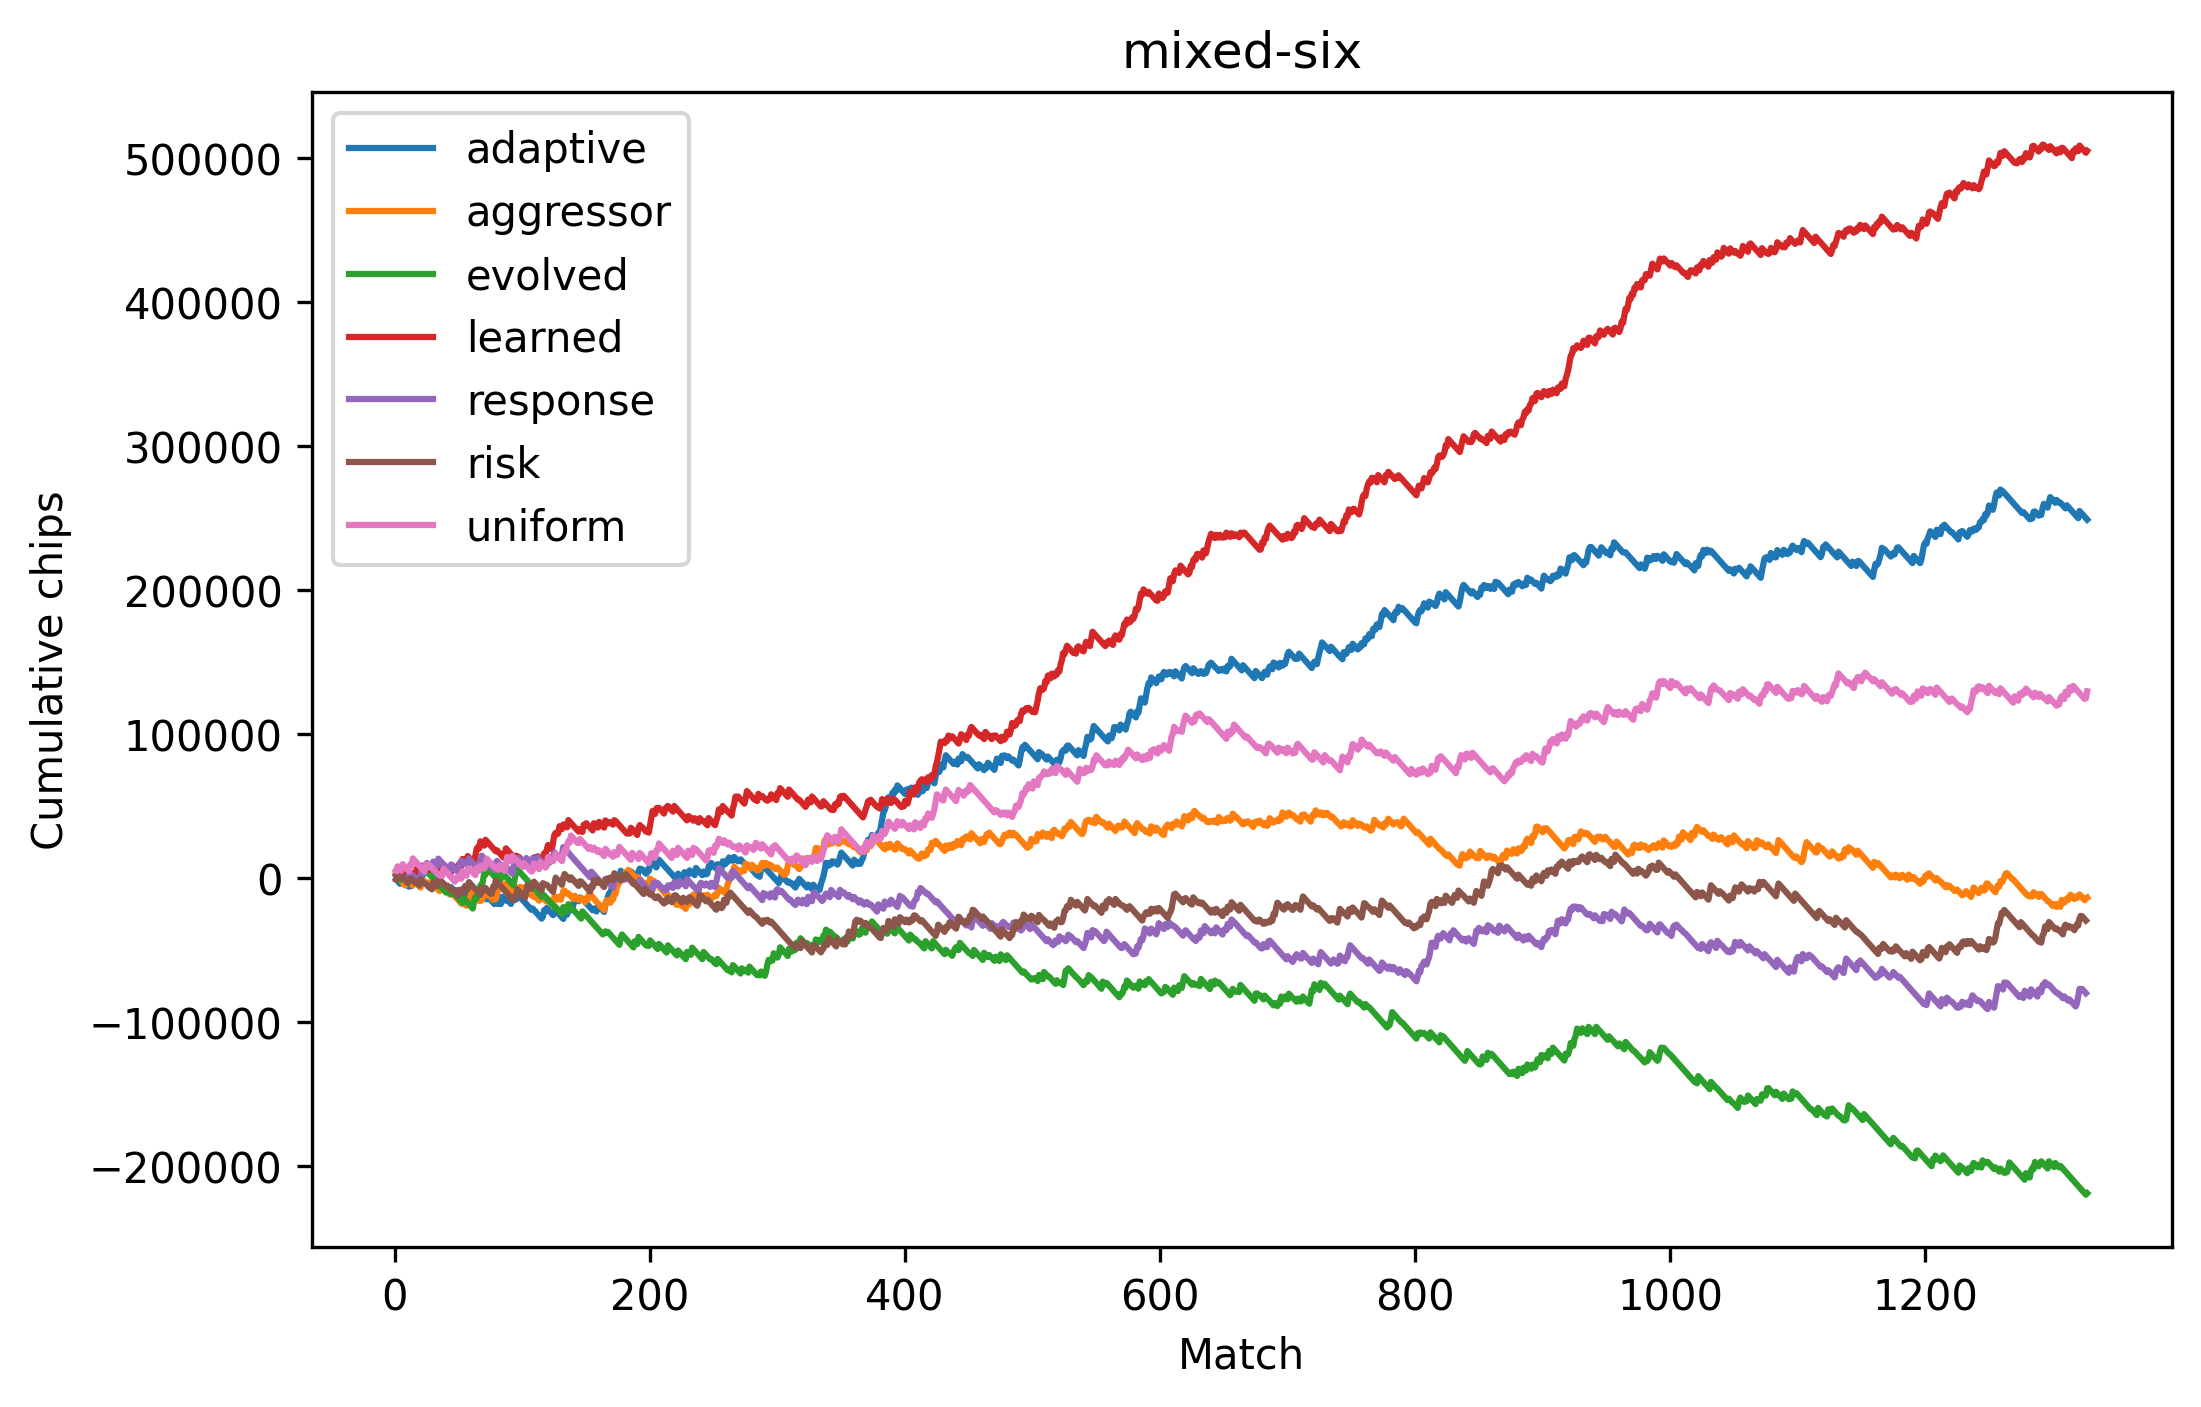 mixed-six
adaptive
aggressor
evolved
learned
response
risk
uniform
500000
400000
300000
200000
100000
0
−100000
−200000
Cumulative chips
0 200 400 600 800 1000 1200
Match